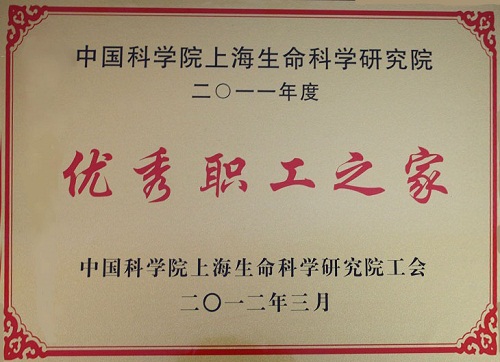 中国科学院上海生命科学研究院
二〇一一年度
优秀职工之家
中国科学院上海生命科学研究院工会
二〇一二年三月